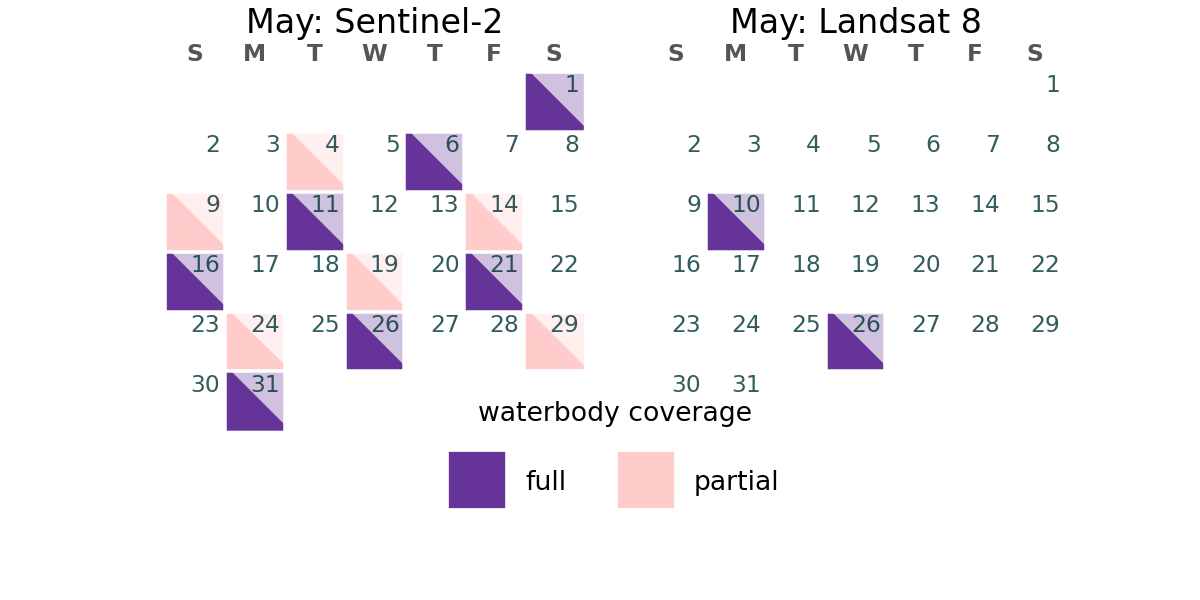 May: Sentinel-2
S M T W T F S
1
2 3 4 5 6 7 8
9 10 11 12 13 14 15
16 17 18 19 20 21 22
23 24 25 26 27 28 29
30 31
May: Landsat 8
S M T W T F S
1
2 3 4 5 6 7 8
9 10 11 12 13 14 15
16 17 18 19 20 21 22
23 24 25 26 27 28 29
30 31
waterbody coverage
full
partial